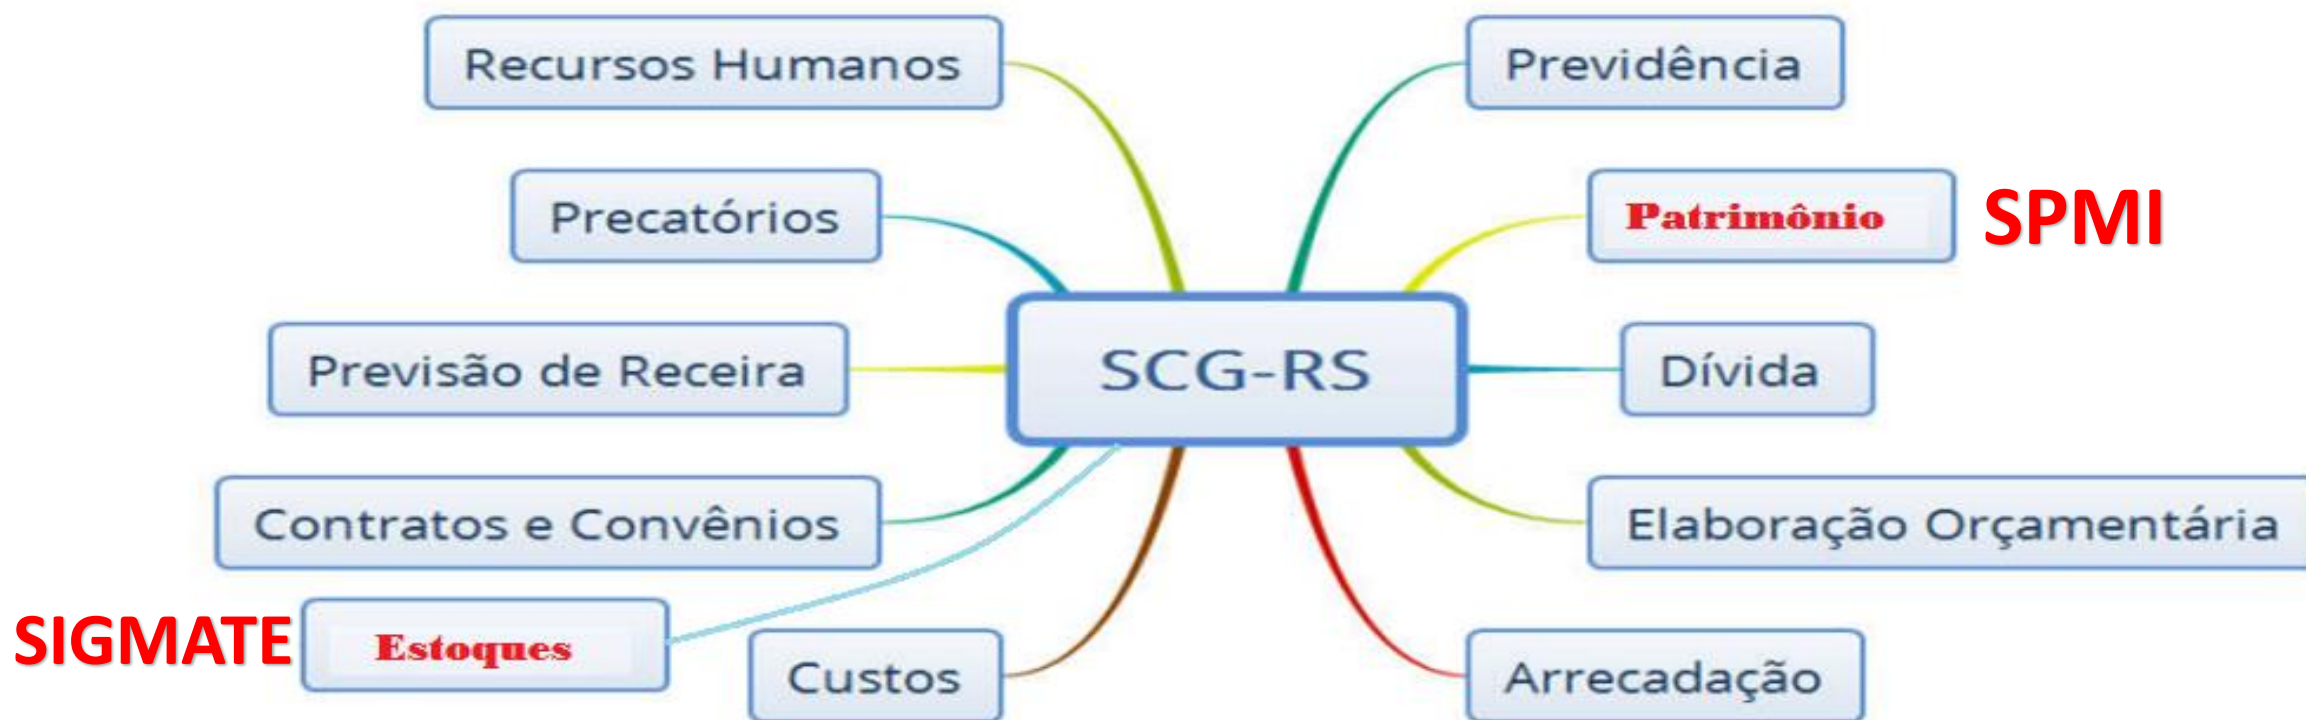 Recursos Humanos
Previdência
Precatórios
Patrimônio
SPMI
Previsão de Receira
SCG-RS
Dívida
Contratos e Convênios
Elaboração Orçamentária
SIGMATE
Estoques
Custos
Arrecadação